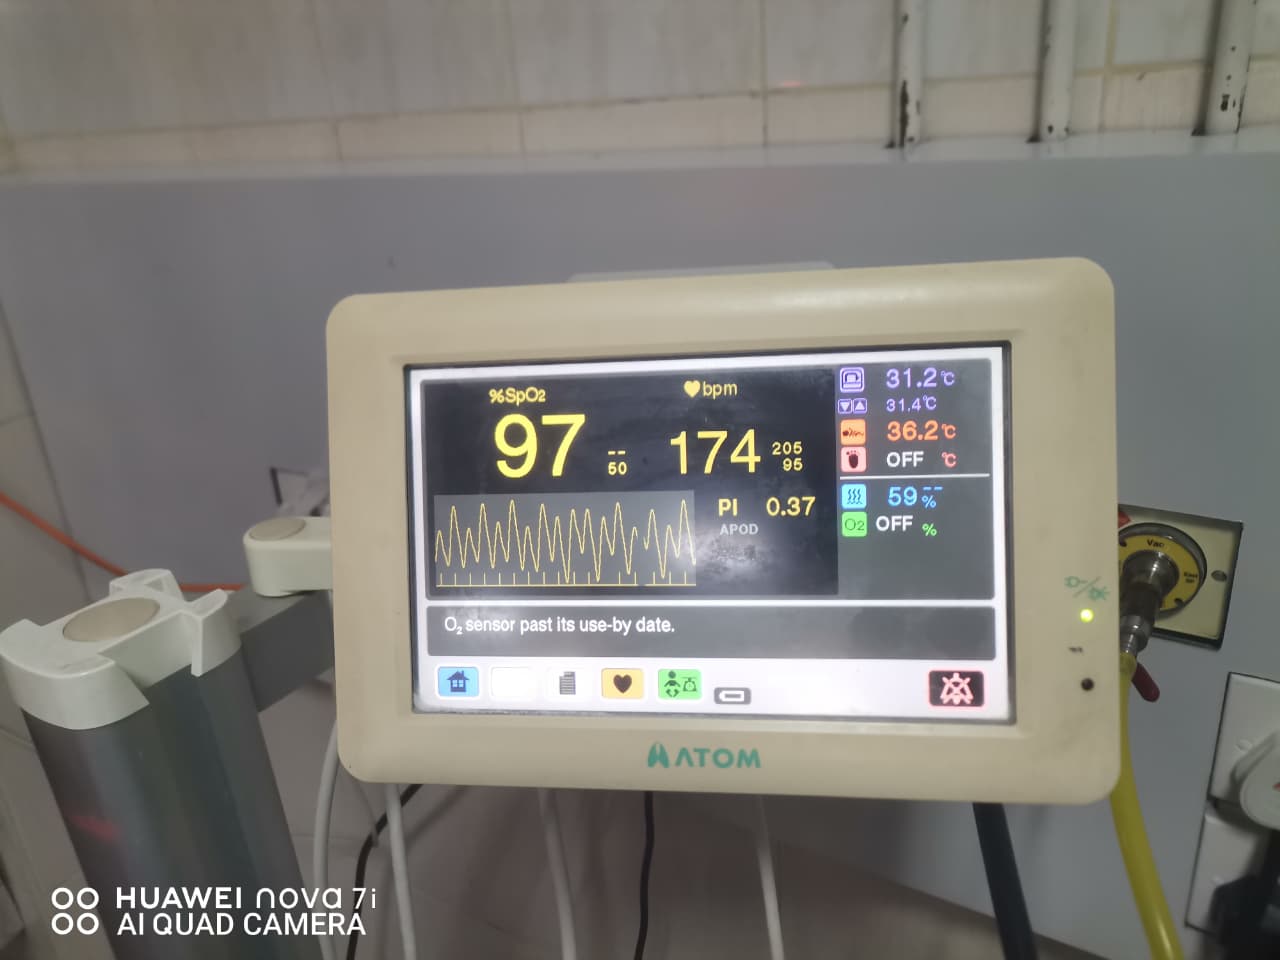 %SpO2
97
--
50
bpm
174
205
95
PI 0.37
APOD
31.2℃
31.4℃
36.2℃
OFF ℃
59 --
%
O2 OFF %
O2 sensor past its use-by date.
ATOM
Vac
HUAWEI nova 7i
AI QUAD CAMERA